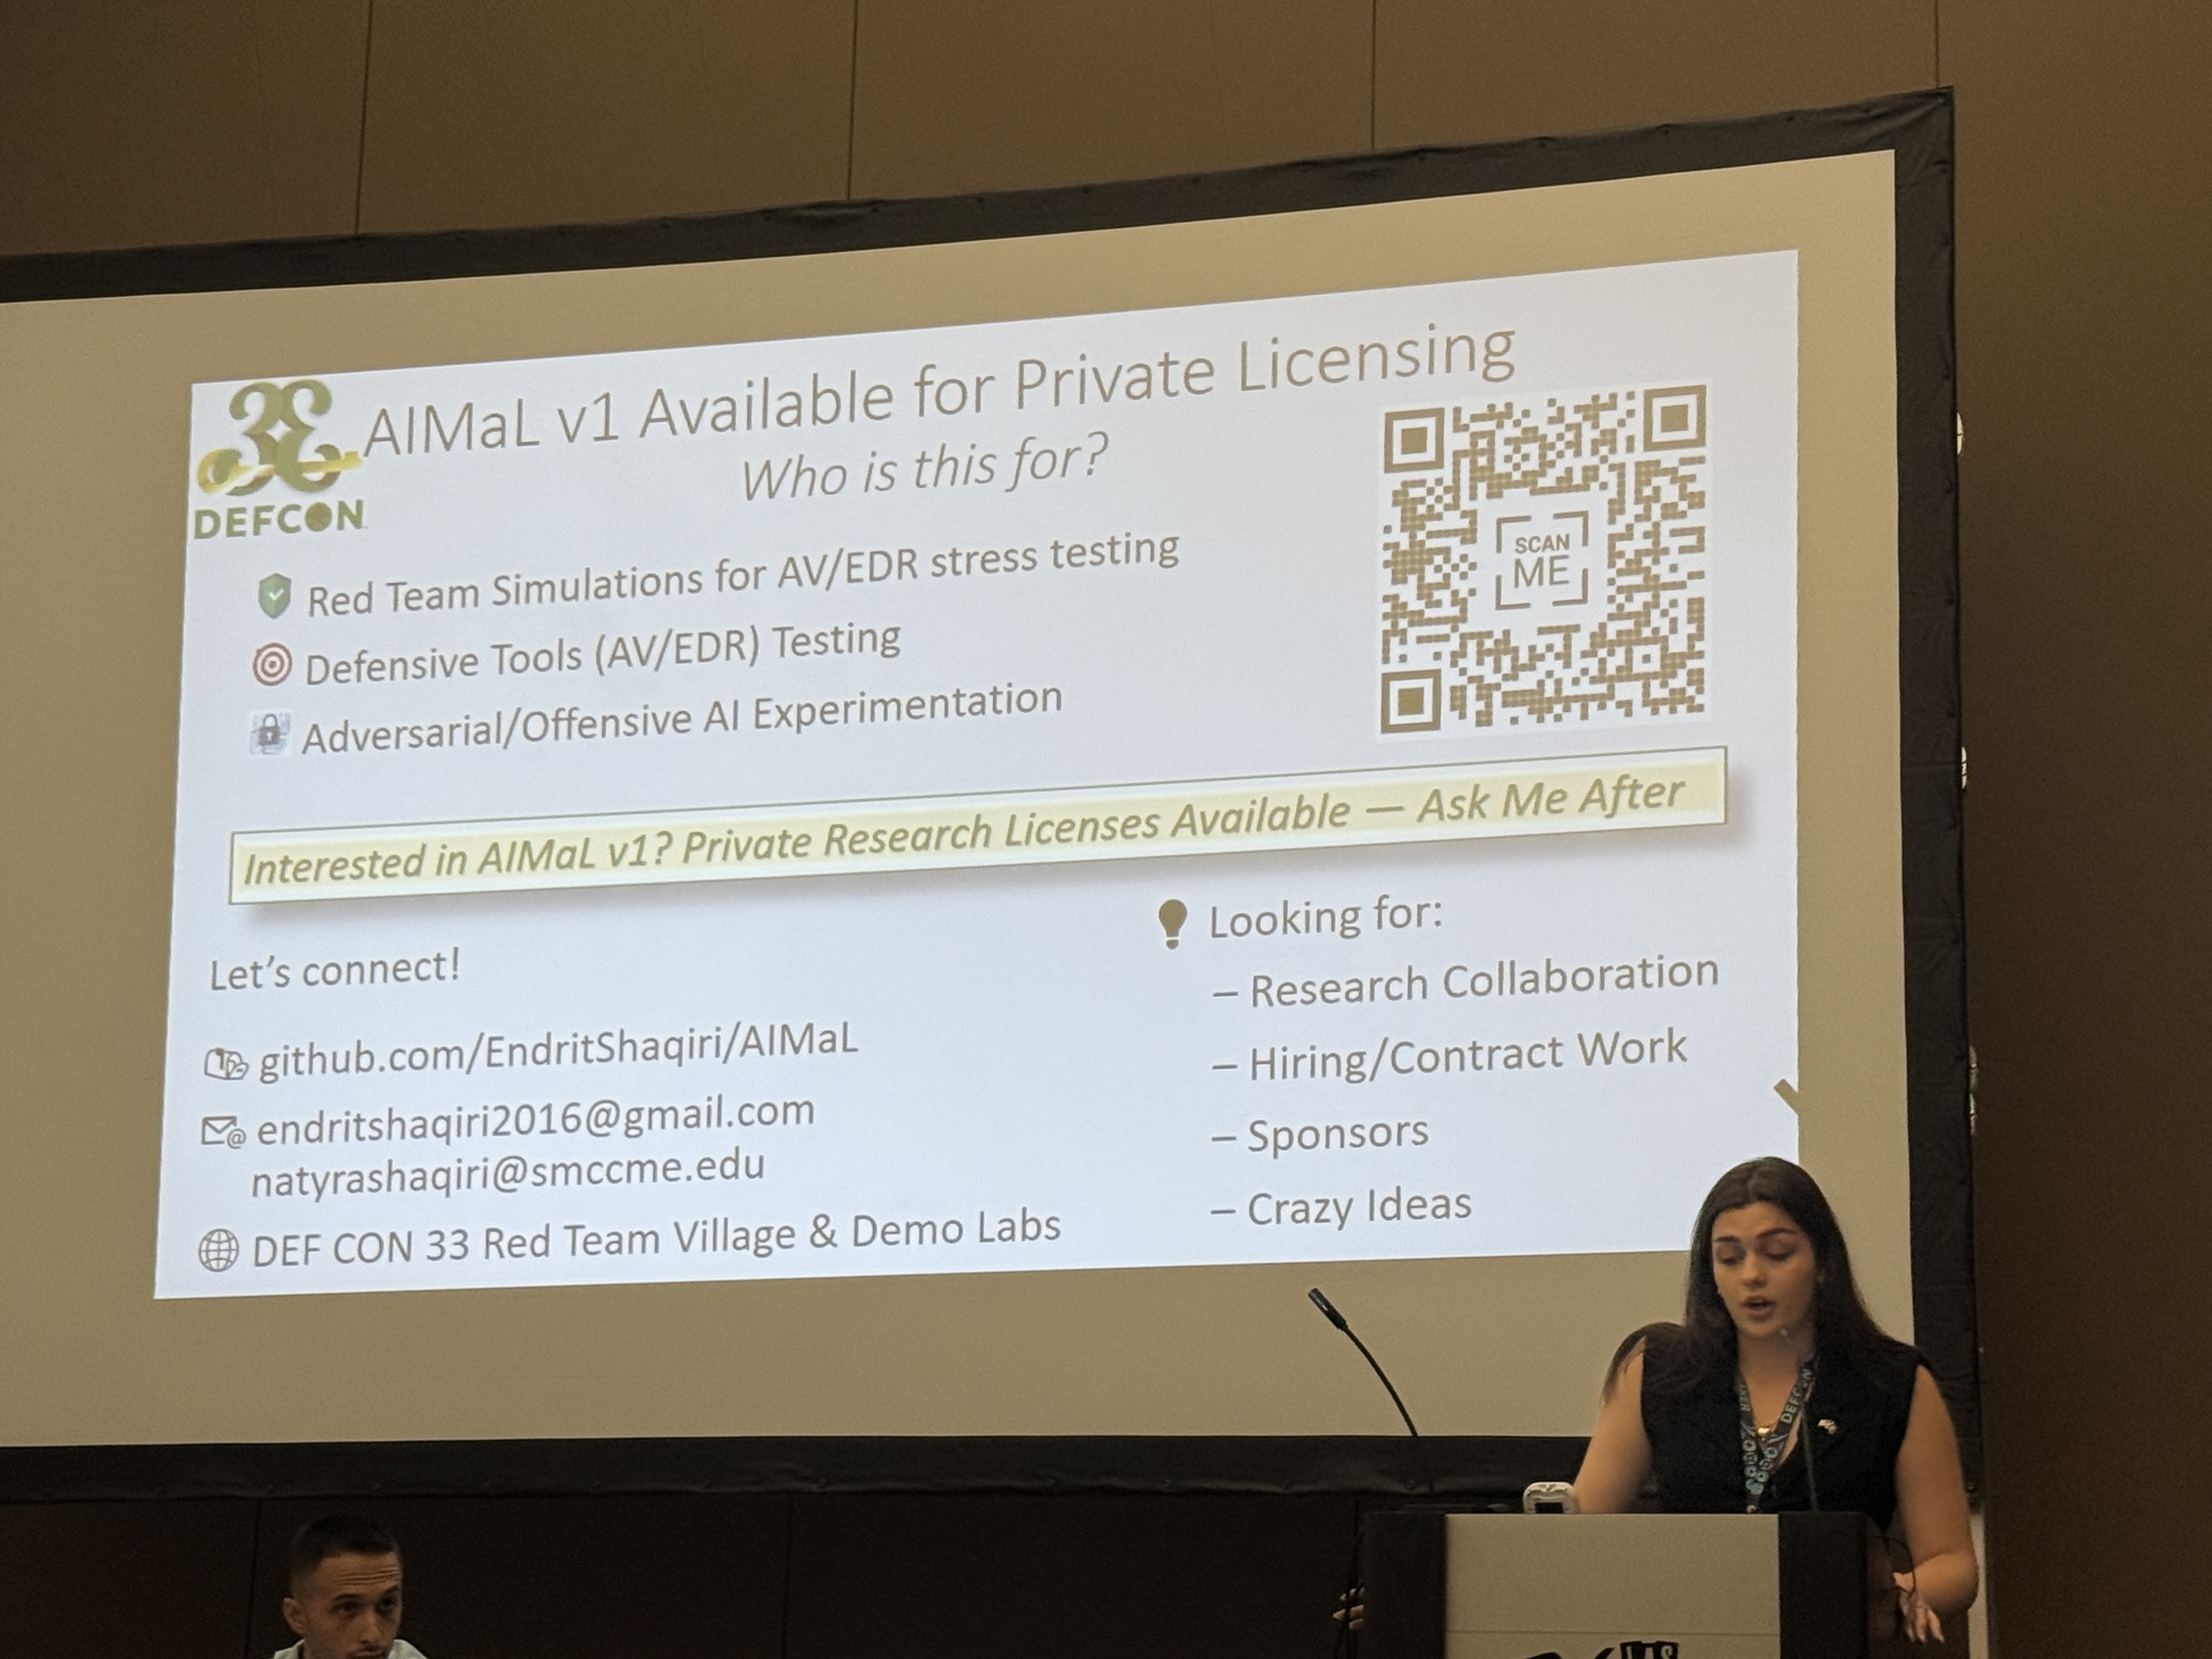 AIMaL v1 Available for Private Licensing
Who is this for?
DEFCON
Red Team Simulations for AV/EDR stress testing
Defensive Tools (AV/EDR) Testing
Adversarial/Offensive AI Experimentation
SCAN
ME
Interested in AIMaL v1? Private Research Licenses Available — Ask Me After
Let's connect!
github.com/EndritShaqiri/AIMaL
endritshaqiri2016@gmail.com
natyrashaqiri@smccme.edu
DEF CON 33 Red Team Village & Demo Labs
Looking for:
– Research Collaboration
– Hiring/Contract Work
– Sponsors
– Crazy Ideas
DEFCON
LAS